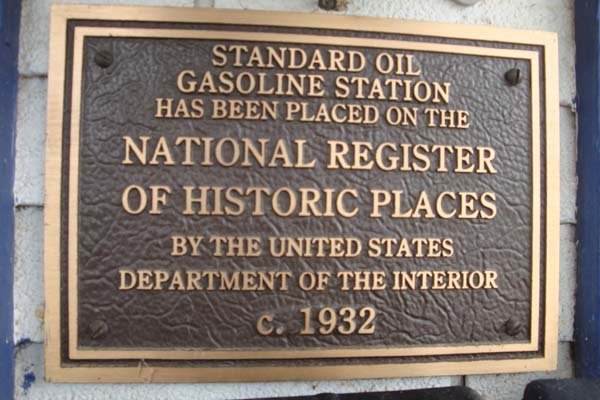 STANDARD OIL
GASOLINE STATION
HAS BEEN PLACED ON THE
NATIONAL REGISTER
OF HISTORIC PLACES
BY THE UNITED STATES
DEPARTMENT OF THE INTERIOR
c. 1932